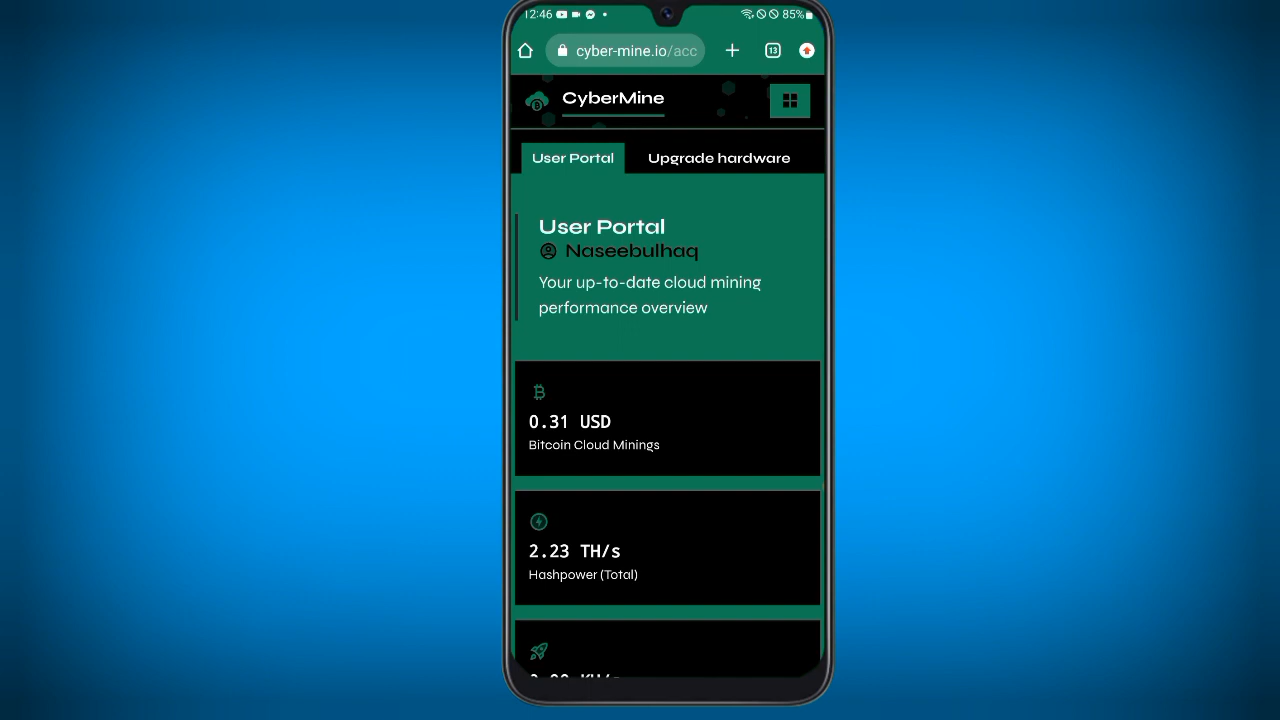 12:46
85%
cyber-mine.io/acc
13
CyberMine
User Portal
Upgrade hardware
User Portal
Naseebulhaq
Your up-to-date cloud mining
performance overview
0.31 USD
Bitcoin Cloud Minings
2.23 TH/s
Hashpower (Total)